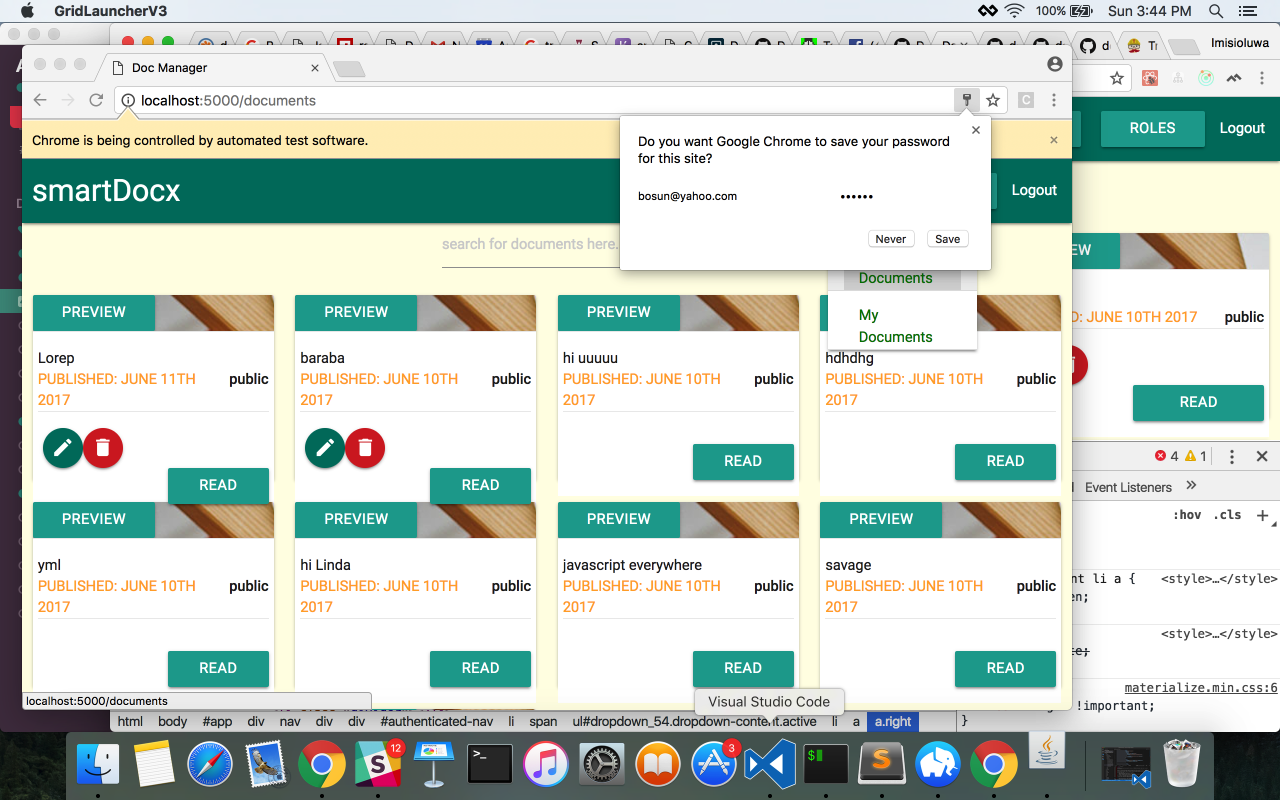 GridLauncherV3
100%
Sun 3:44 PM
Imisioluwa
Doc Manager
localhost:5000/documents
Chrome is being controlled by automated test software.
Do you want Google Chrome to save your password
for this site?
bosun@yahoo.com
••••••
Never
Save
smartDocx
Logout
ROLES
Logout
search for documents here.
Documents
My
Documents
PREVIEW
PREVIEW
PREVIEW
Lorep
PUBLISHED: JUNE 11TH
2017
public
READ
baraba
PUBLISHED: JUNE 10TH
2017
public
READ
hi uuuuu
PUBLISHED: JUNE 10TH
2017
public
READ
hdhdhg
PUBLISHED: JUNE 10TH
2017
public
READ
EW
D: JUNE 10TH 2017
public
READ
PREVIEW
PREVIEW
PREVIEW
PREVIEW
yml
PUBLISHED: JUNE 10TH
2017
public
READ
hi Linda
PUBLISHED: JUNE 10TH
2017
public
READ
javascript everywhere
PUBLISHED: JUNE 10TH
2017
public
READ
savage
PUBLISHED: JUNE 10TH
2017
public
READ
4
1
Event Listeners
:hov .cls
nt li a {
<style>…</style>
en;
<style>…</style>
te;
materialize.min.css:6
!important;
}
localhost:5000/documents
Visual Studio Code
html body #app div nav div div #authenticated-nav li span ul#dropdown_54.dropdown-content.active li a a.right
12
3